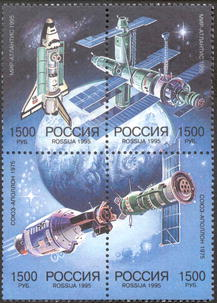 МИР-АТЛАНТИС 1995
МИР-АТЛАНТИС 1995
1500 РОССИЯ
РУБ. ROSSIJA 1995
РОССИЯ 1500
ROSSIJA 1995 РУБ.
СОЮЗ-АПОЛЛОН 1975
СОЮЗ-АПОЛЛОН 1975
1500 РОССИЯ
РУБ. ROSSIJA 1995
РОССИЯ 1500
ROSSIJA 1995 РУБ.